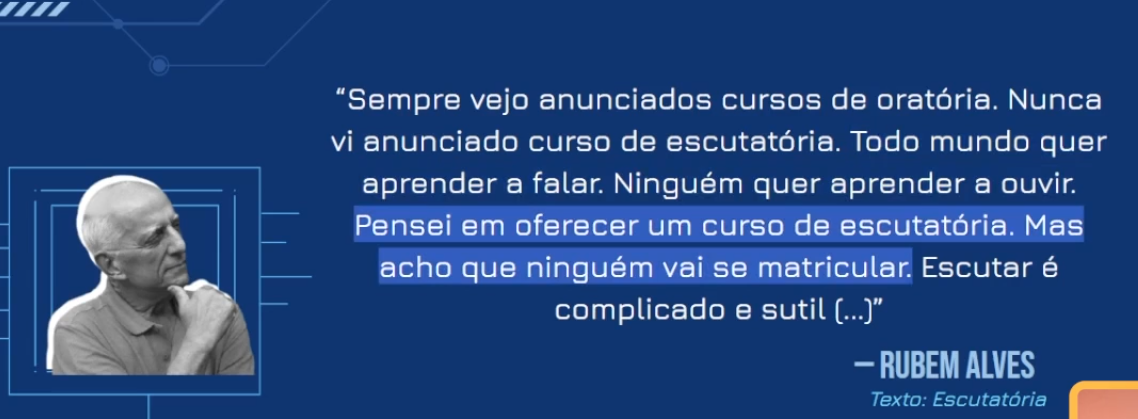 “Sempre vejo anunciados cursos de oratória. Nunca
vi anunciado curso de escutatória. Todo mundo quer
aprender a falar. Ninguém quer aprender a ouvir.
Pensei em oferecer um curso de escutatória. Mas
acho que ninguém vai se matricular. Escutar é
complicado e sutil (...)”
— RUBEM ALVES
Texto: Escutatória